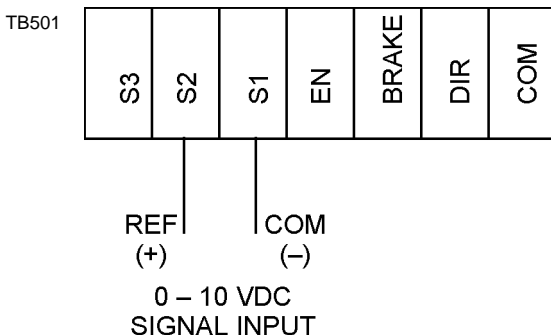 TB501
S3 S2 S1 EN BRAKE DIR COM
REF COM
(+) (–)
0 – 10 VDC
SIGNAL INPUT